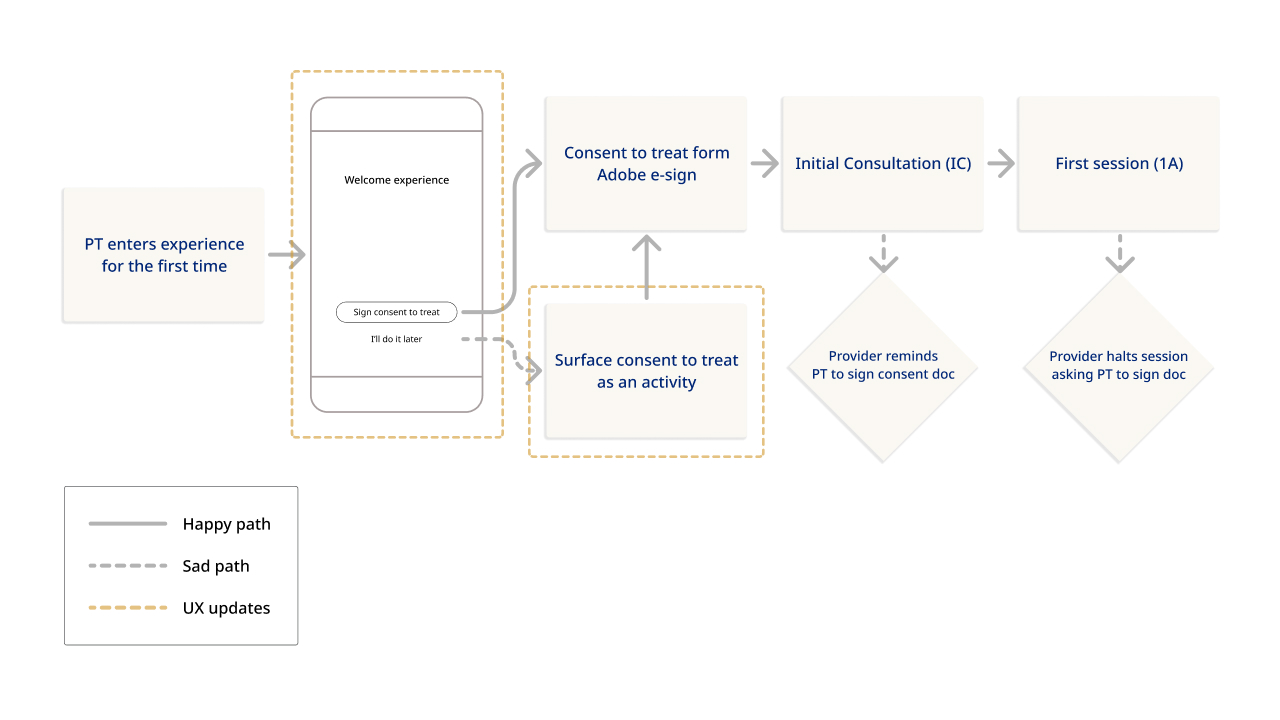 PT enters experience
for the first time
Welcome experience
Sign consent to treat
I'll do it later
Consent to treat form
Adobe e-sign
Surface consent to treat
as an activity
Initial Consultation (IC)
Provider reminds
PT to sign consent doc
First session (1A)
Provider halts session
asking PT to sign doc
Happy path
Sad path
UX updates